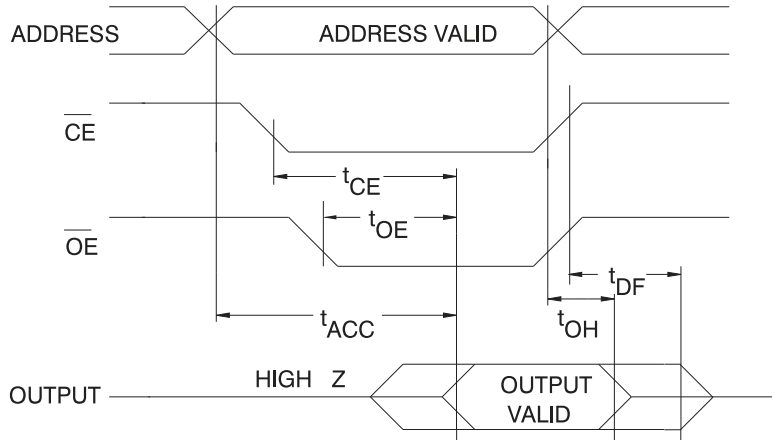 ADDRESS
ADDRESS VALID
CE
tCE
tOE
OE
tDF
tACC
tOH
HIGH Z
OUTPUT
OUTPUT
VALID